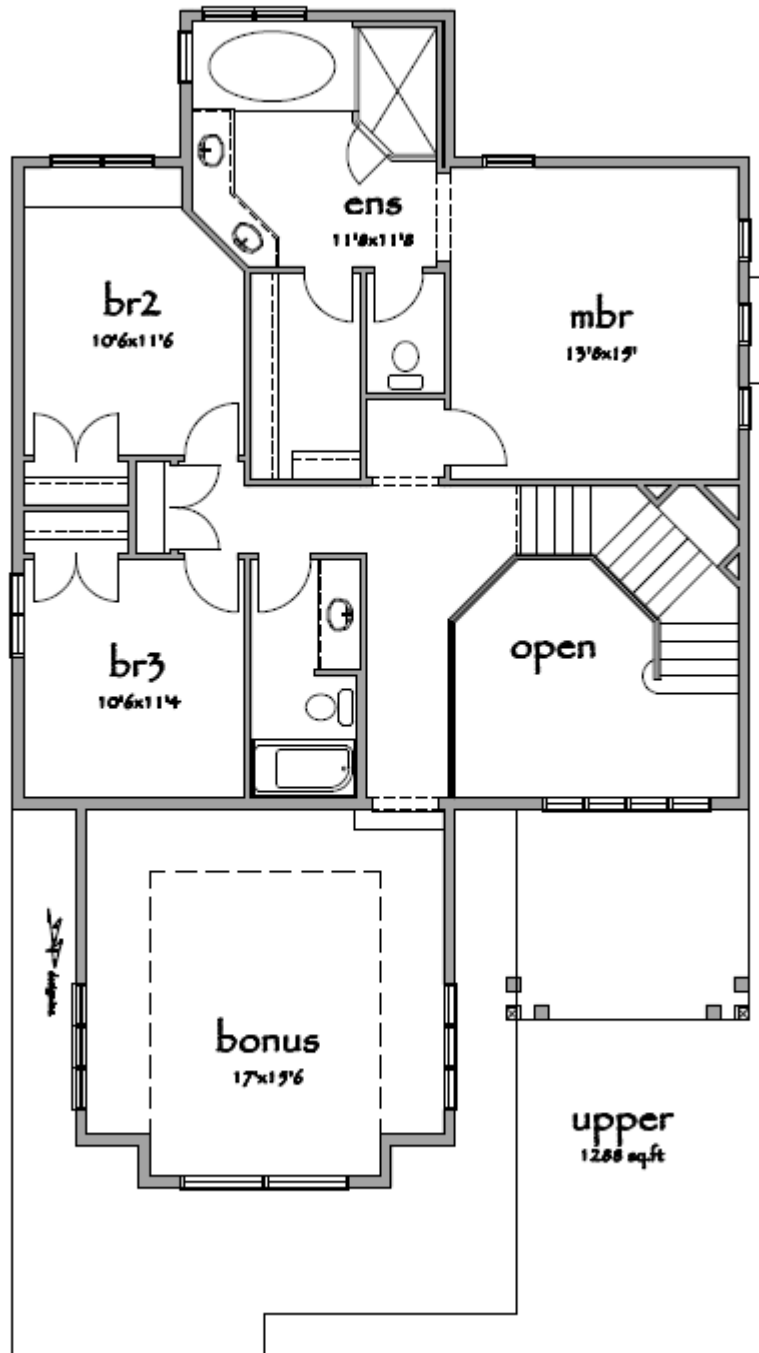 ens
11'8x11'8
br2
10'6x11'6
mbr
13'8x15'
br3
10'6x11'4
open
bonus
17'x15'6
upper
1288 sq.ft
designs